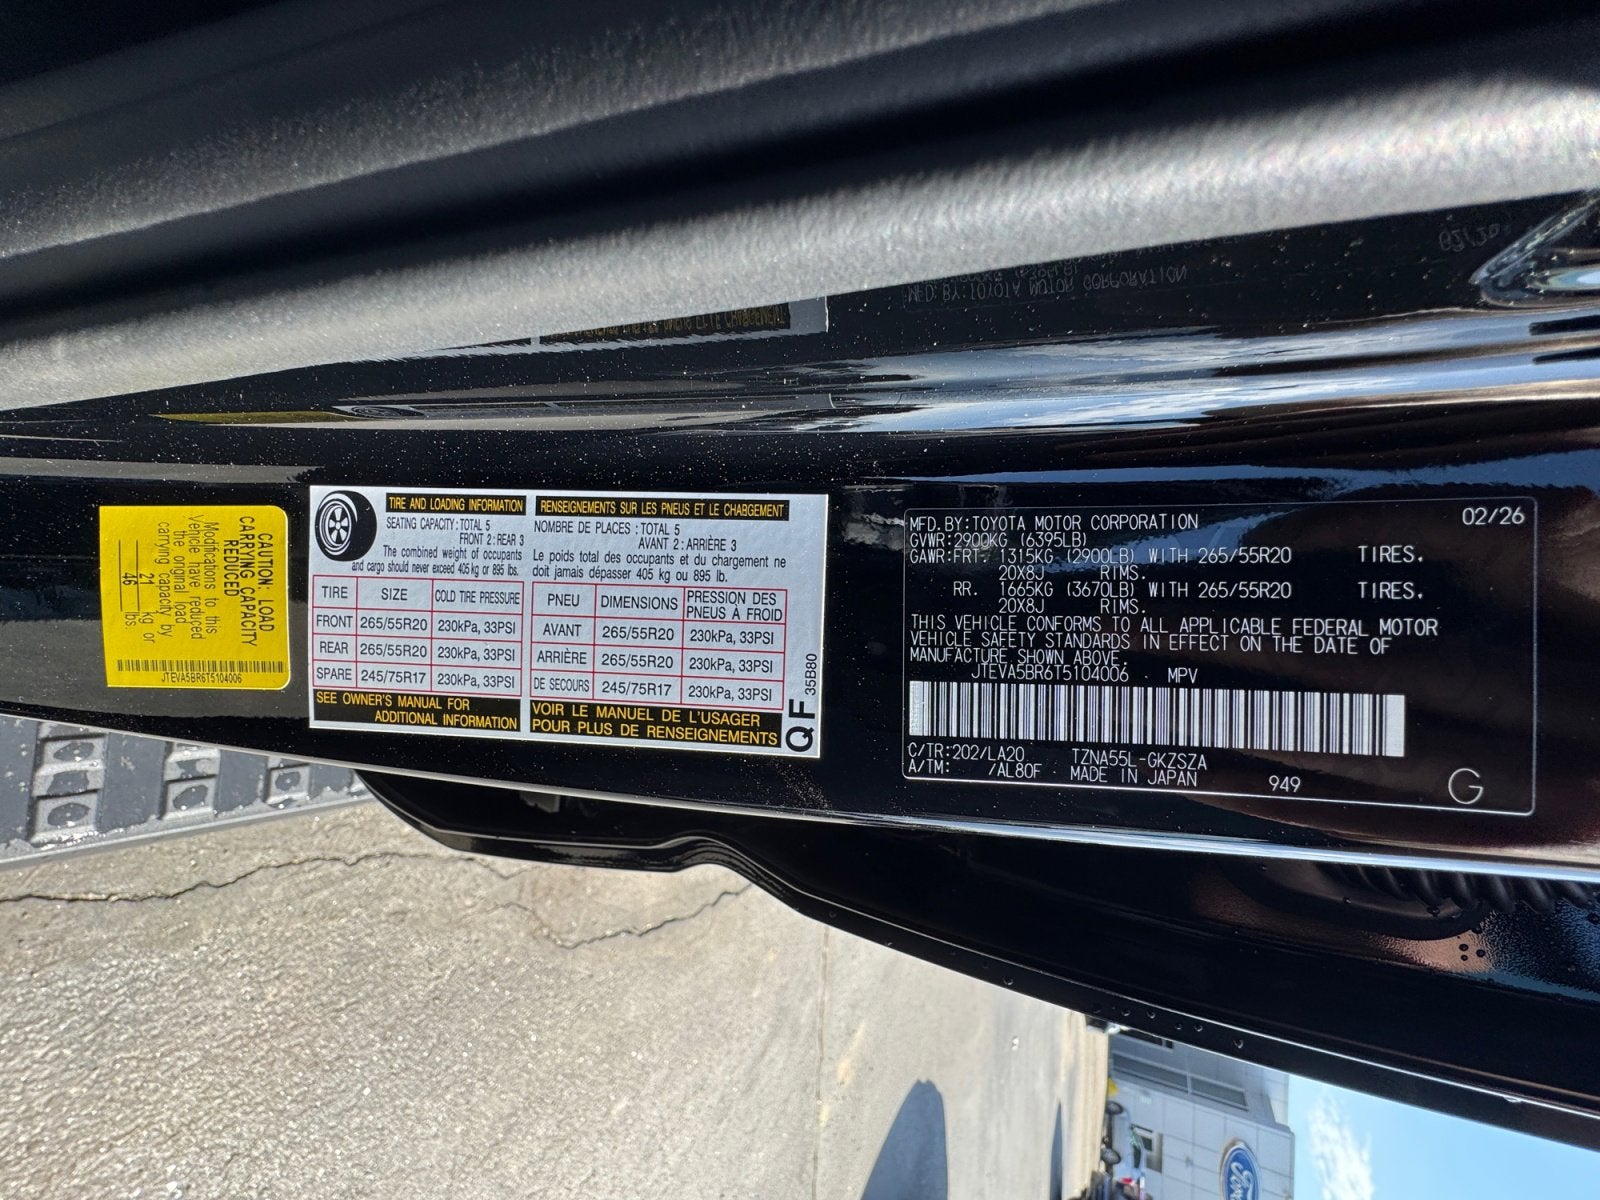 CAUTION: LOAD
CARRYING CAPACITY
REDUCED
Modifications to this
Vehicle have reduced
the original load
carrying capacity by
21 kg or
46 lbs.
JTEVA5BR6T5104006
TIRE AND LOADING INFORMATION
SEATING CAPACITY: TOTAL 5
FRONT 2: REAR 3
The combined weight of occupants
and cargo should never exceed 405 kg or 895 lbs.
TIRE SIZE COLD TIRE PRESSURE
FRONT 265/55R20 230kPa, 33PSI
REAR 265/55R20 230kPa, 33PSI
SPARE 245/75R17 230kPa, 33PSI
SEE OWNER'S MANUAL FOR
ADDITIONAL INFORMATION
RENSEIGNEMENTS SUR LES PNEUS ET LE CHARGEMENT
NOMBRE DE PLACES : TOTAL 5
AVANT 2 : ARRIÈRE 3
Le poids total des occupants et du chargement ne
doit jamais dépasser 405 kg ou 895 lb.
PNEU DIMENSIONS PRESSION DES
PNEUS À FROID
AVANT 265/55R20 230kPa, 33PSI
ARRIÈRE 265/55R20 230kPa, 33PSI
DE SECOURS 245/75R17 230kPa, 33PSI
VOIR LE MANUEL DE L'USAGER
POUR PLUS DE RENSEIGNEMENTS
QF 35B80
MFD. BY: TOYOTA MOTOR CORPORATION 02/26
GVWR: 2900KG (6395LB)
GAWR: FRT. 1315KG (2900LB) WITH 265/55R20 TIRES.
20X8J RIMS.
RR. 1665KG (3670LB) WITH 265/55R20 TIRES.
20X8J RIMS.
THIS VEHICLE CONFORMS TO ALL APPLICABLE FEDERAL MOTOR
VEHICLE SAFETY STANDARDS IN EFFECT ON THE DATE OF
MANUFACTURE SHOWN ABOVE.
JTEVA5BR6T5104006 MPV
C/TR: 202/LA20 TZNA55L-GKZSZA
A/TM: /AL80F MADE IN JAPAN 949 G
Ford